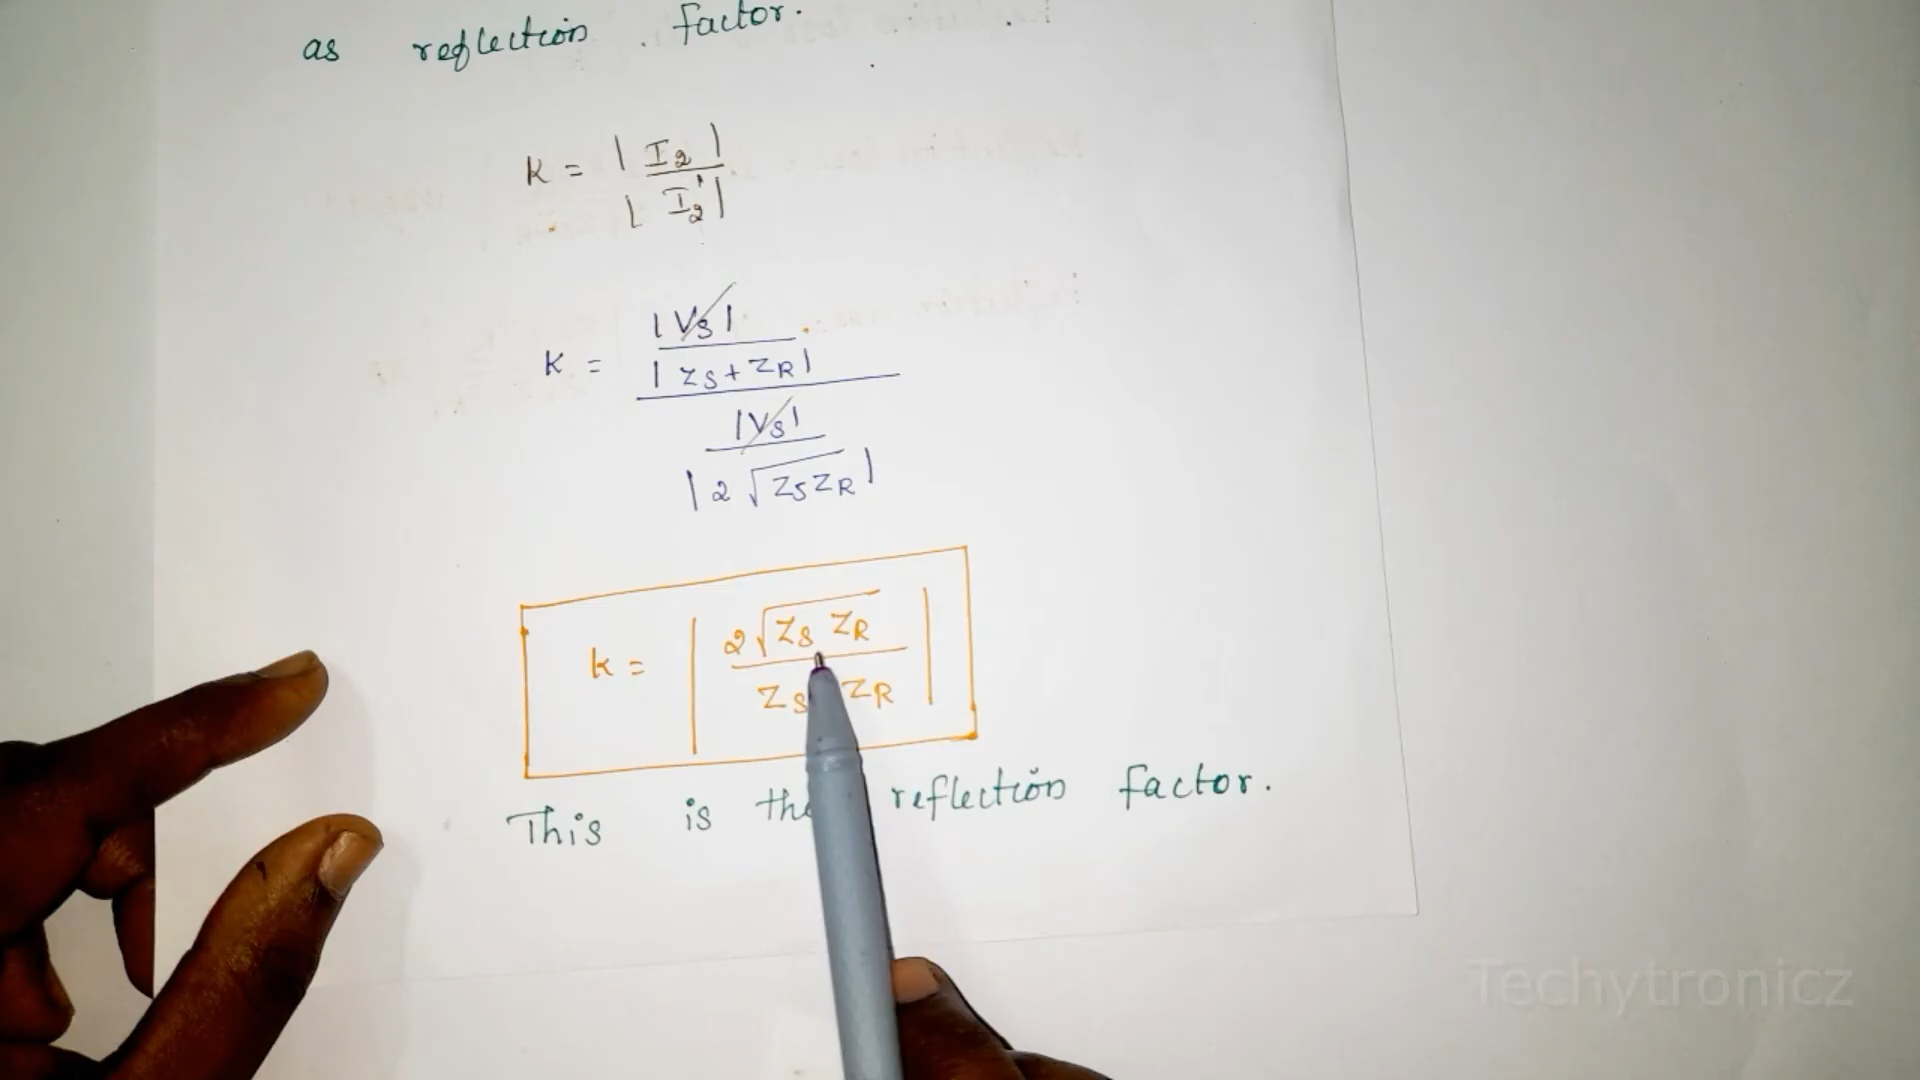 as reflection factor.
k = |I2| / |I2'|
k = (|VS| / |ZS + ZR|) / (|VS| / |2 √ZSZR|)
k = | 2√ZS ZR / ZS ZR |
This is the reflection factor.
Techytronicz